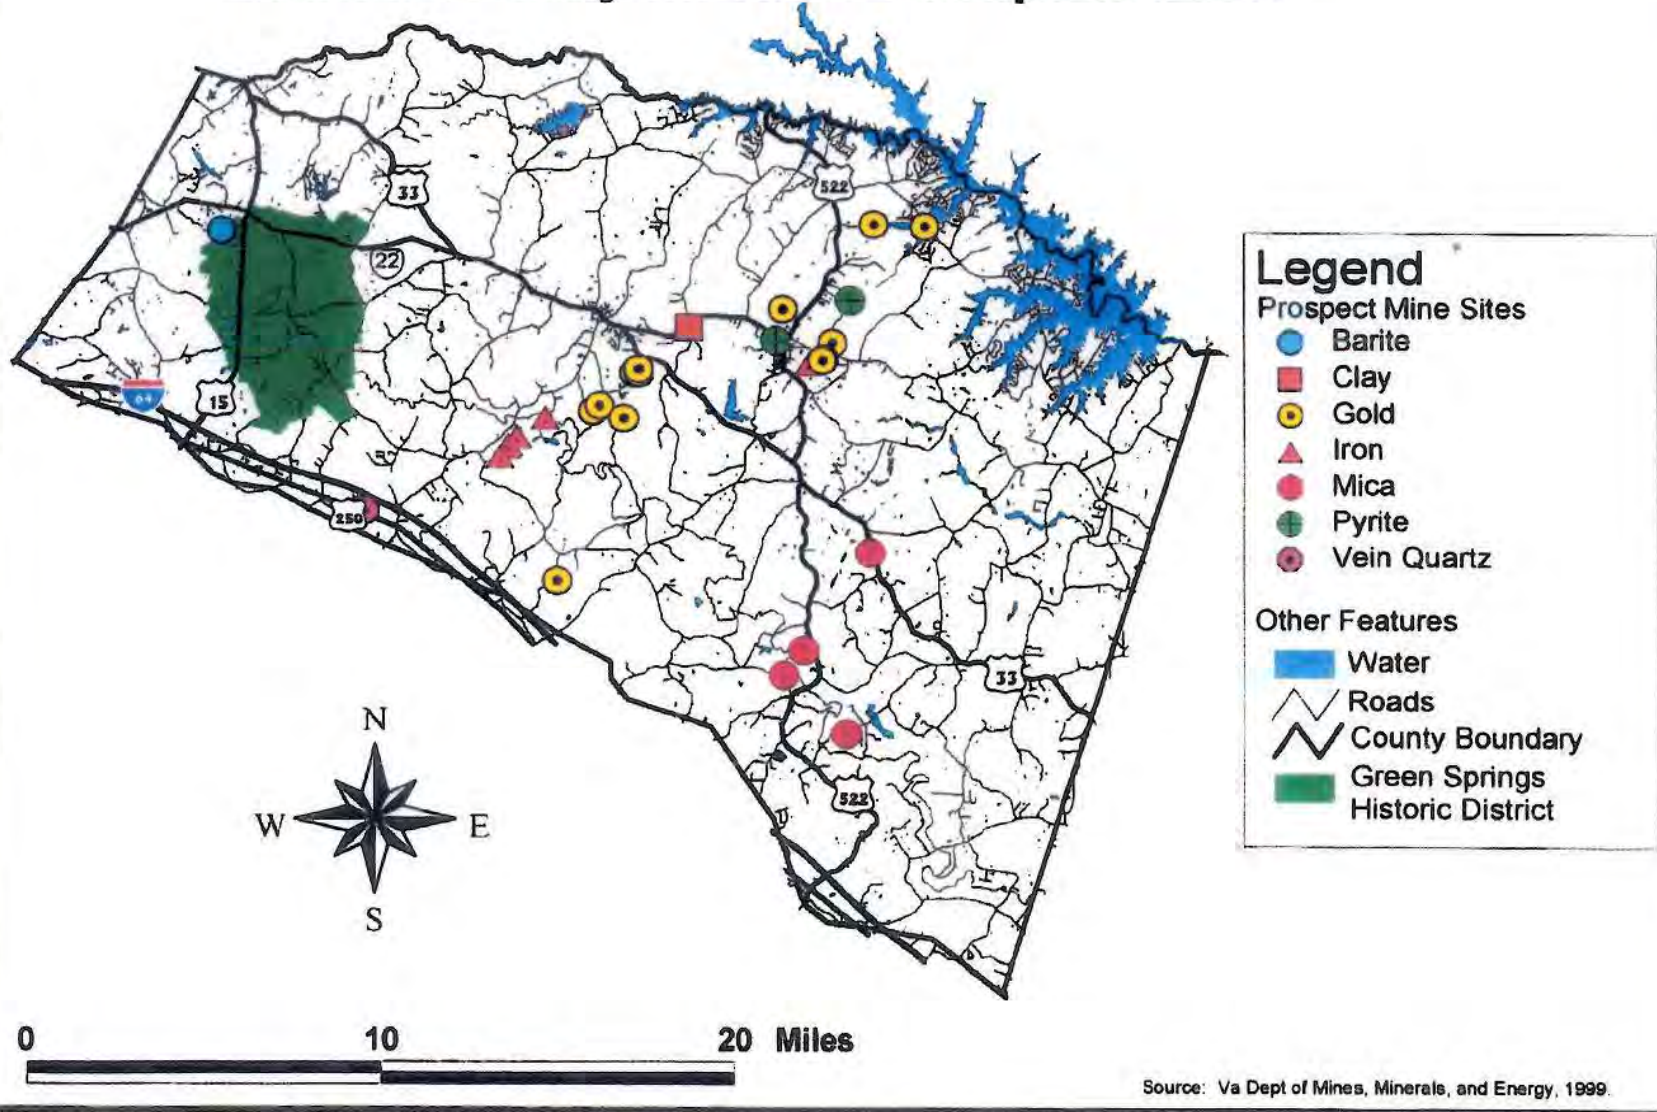 33
522
22
64
15
250
33
522
N
W E
S
Legend
Prospect Mine Sites
Barite
Clay
Gold
Iron
Mica
Pyrite
Vein Quartz
Other Features
Water
Roads
County Boundary
Green Springs
Historic District
0 10 20 Miles
Source: Va Dept of Mines, Minerals, and Energy, 1999.